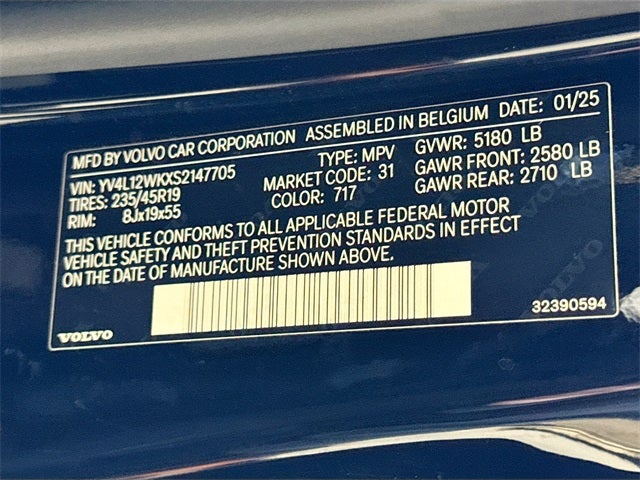 MFD BY VOLVO CAR CORPORATION ASSEMBLED IN BELGIUM DATE: 01/25
VIN: YV4L12WKXS2147705 TYPE: MPV GVWR: 5180 LB
TIRES: 235/45R19 MARKET CODE: 31 GAWR FRONT: 2580 LB
RIM: 8Jx19x55 COLOR: 717 GAWR REAR: 2710 LB
THIS VEHICLE CONFORMS TO ALL APPLICABLE FEDERAL MOTOR
VEHICLE SAFETY AND THEFT PREVENTION STANDARDS IN EFFECT
ON THE DATE OF MANUFACTURE SHOWN ABOVE.
VOLVO 32390594